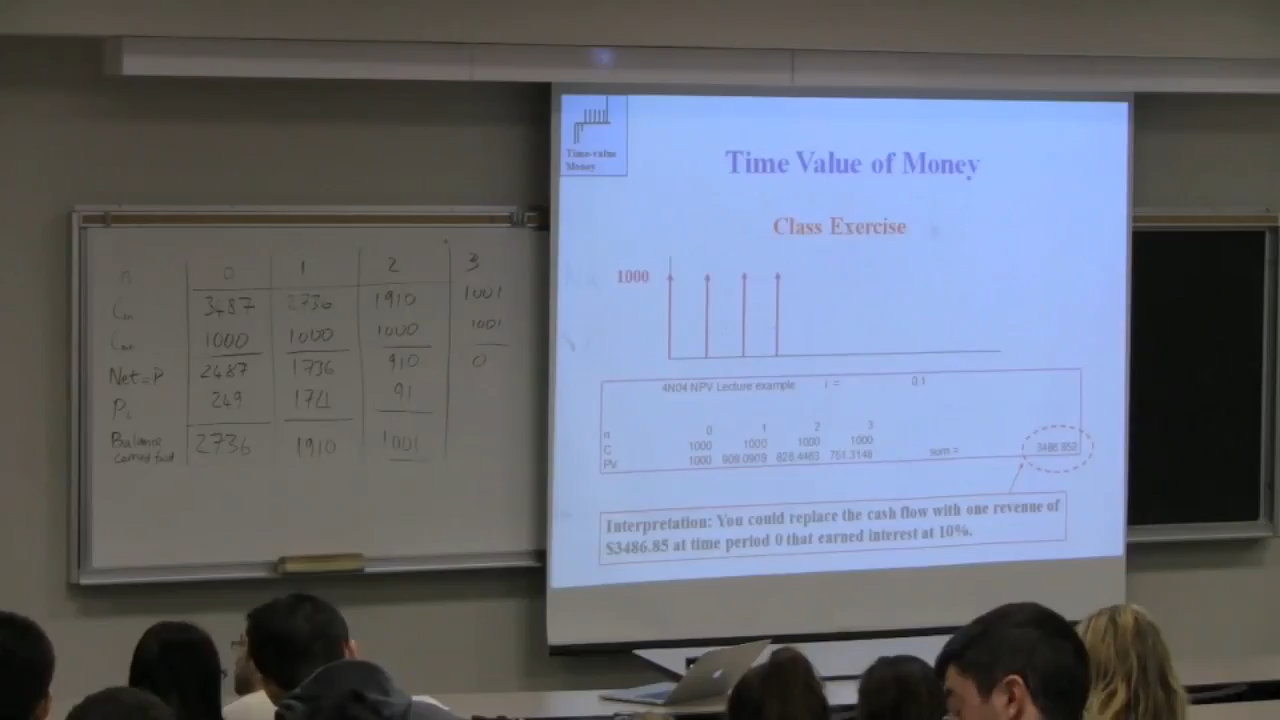 n 0 1 2 3
Cin 3487 2736 1910 1001
1000 1000 1000 1001
Net=P 2487 1736 910 0
249 174 91
Balance
carried fwd 2736 1910 1001
Time-value
Money
Time Value of Money
Class Exercise
1000
4N04 NPV Lecture example i = 0.1
n 0 1 2 3
C 1000 1000 1000 1000
PV 1000 909.0909 826.4463 751.3148 sum = 3486.852
Interpretation: You could replace the cash flow with one revenue of
$3486.85 at time period 0 that earned interest at 10%.